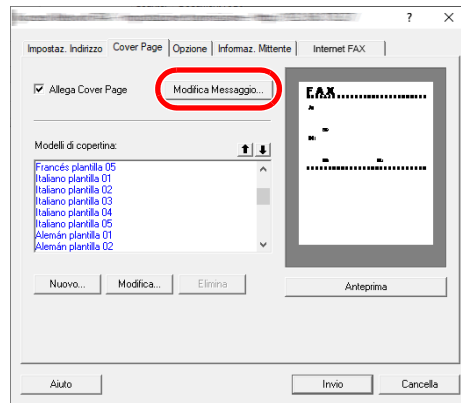 ? ×
Impostaz. Indirizzo Cover Page Opzione Informaz. Mittente Internet FAX
Allega Cover Page Modifica Messaggio...
FAX
Modelli di copertina:
Francés plantilla 05
Italiano plantilla 01
Italiano plantilla 02
Italiano plantilla 03
Italiano plantilla 04
Italiano plantilla 05
Alemán plantilla 01
Alemán plantilla 02
Nuovo... Modifica... Elimina Anteprima
Aiuto Invio Cancella